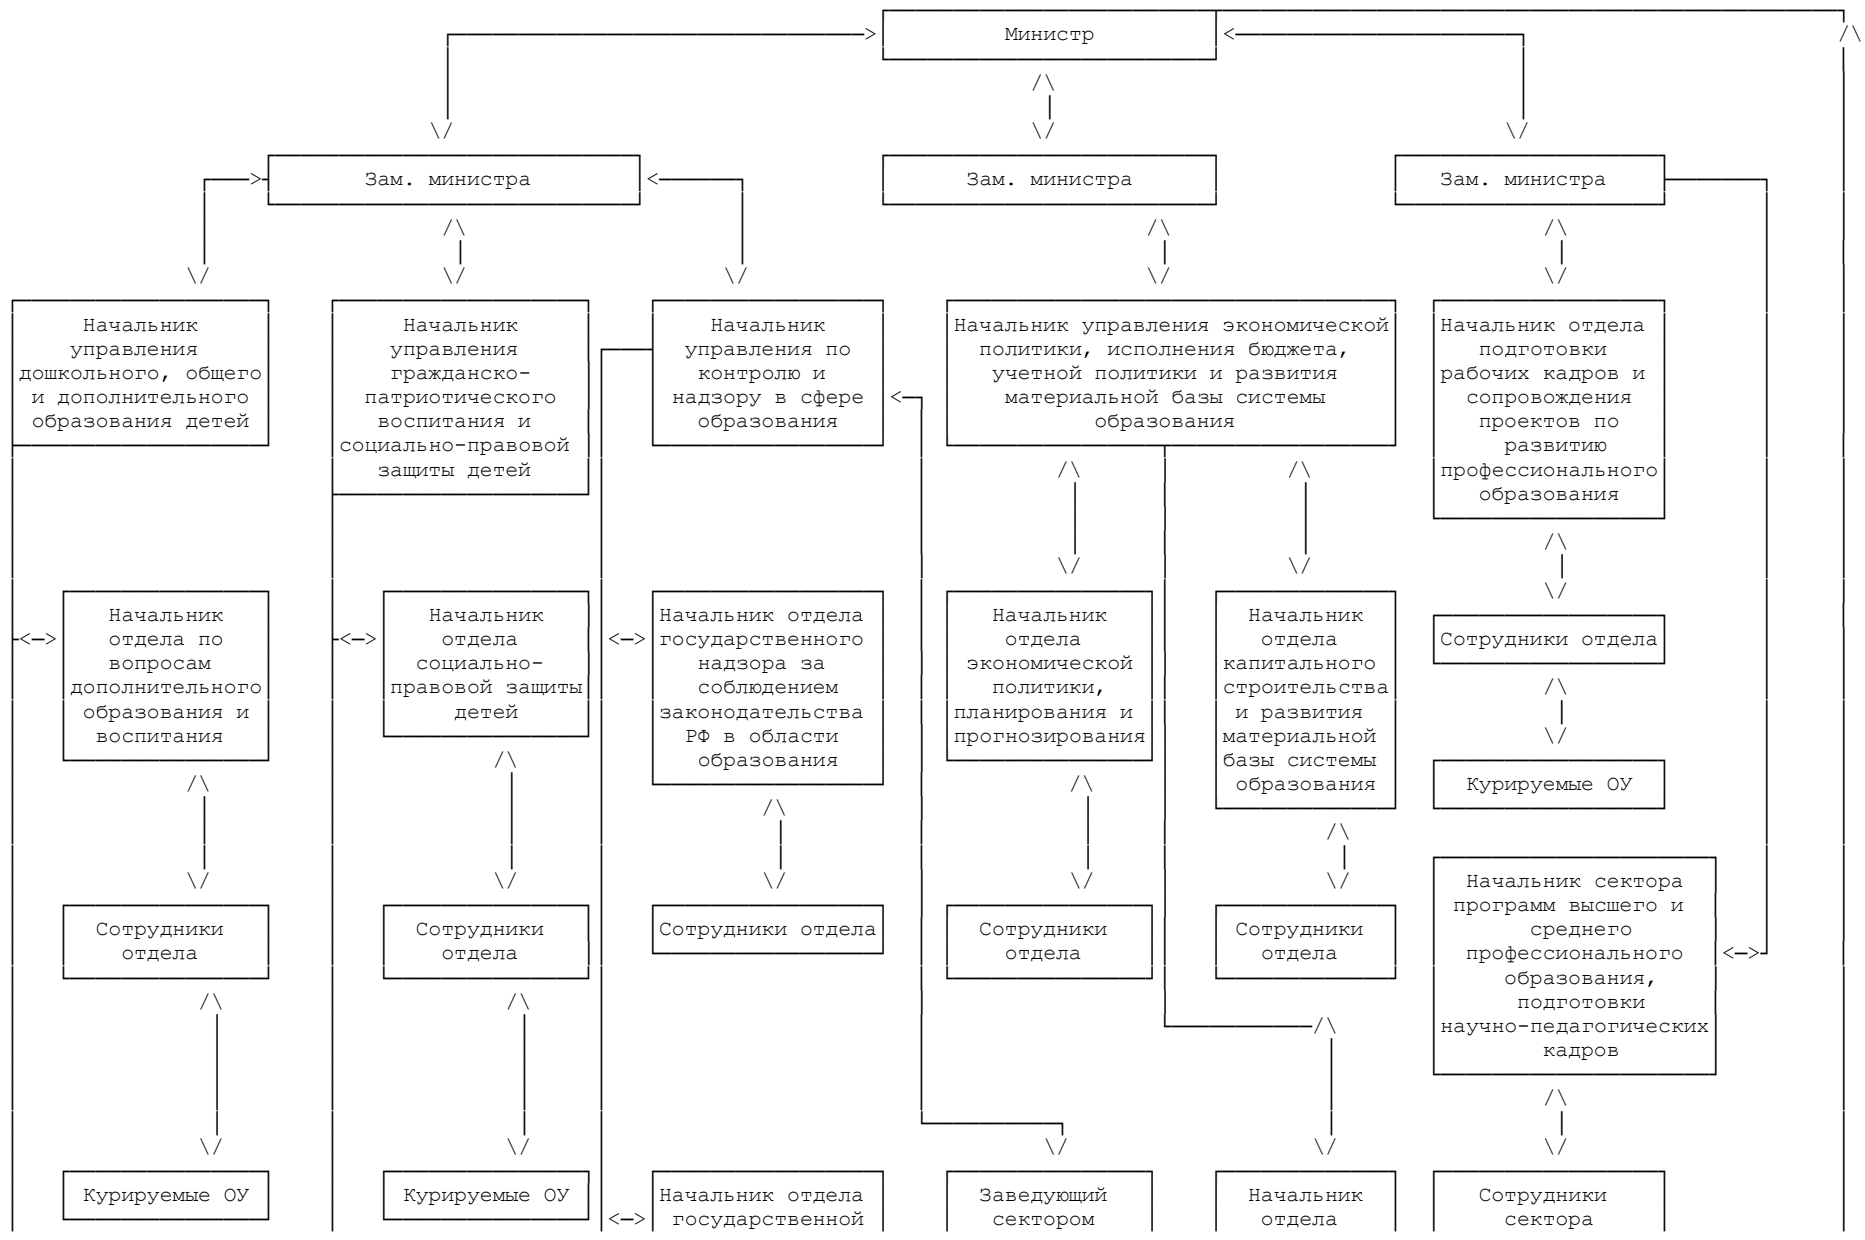 Министр
Зам. министра
Зам. министра
Зам. министра
Начальник
управления
дошкольного, общего
и дополнительного
образования детей
Начальник
управления
гражданско-
патриотического
воспитания и
социально-правовой
защиты детей
Начальник
управления по
контролю и
надзору в сфере
образования
Начальник управления экономической
политики, исполнения бюджета,
учетной политики и развития
материальной базы системы
образования
Начальник отдела
подготовки
рабочих кадров и
сопровождения
проектов по
развитию
профессионального
образования
Начальник
отдела по
вопросам
дополнительного
образования и
воспитания
Начальник
отдела
социально-
правовой защиты
детей
Начальник отдела
государственного
надзора за
соблюдением
законодательства
РФ в области
образования
Начальник
отдела
экономической
политики,
планирования и
прогнозирования
Начальник
отдела
капитального
строительства
и развития
материальной
базы системы
образования
Сотрудники отдела
Курируемые ОУ
Сотрудники
отдела
Сотрудники
отдела
Сотрудники отдела
Сотрудники
отдела
Сотрудники
отдела
Начальник сектора
программ высшего и
среднего
профессионального
образования,
подготовки
научно-педагогических
кадров
Курируемые ОУ
Курируемые ОУ
Начальник отдела
государственной
Заведующий
сектором
Начальник
отдела
Сотрудники
сектора